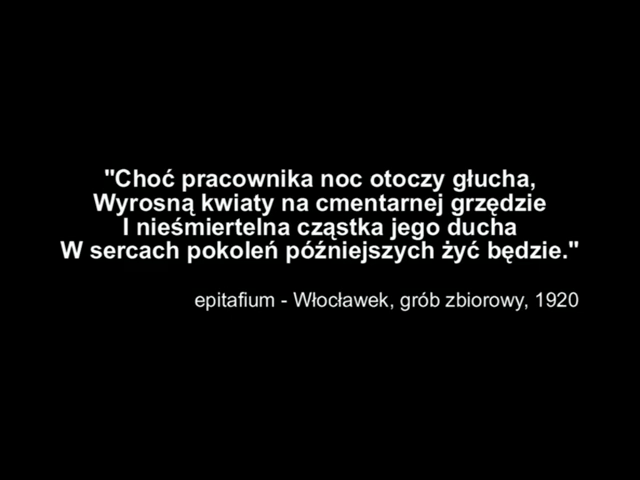 "Choć pracownika noc otoczy głucha,
Wyrosną kwiaty na cmentarnej grzędzie
I nieśmiertelna cząstka jego ducha
W sercach pokoleń późniejszych żyć będzie."
epitafium - Włocławek, grób zbiorowy, 1920